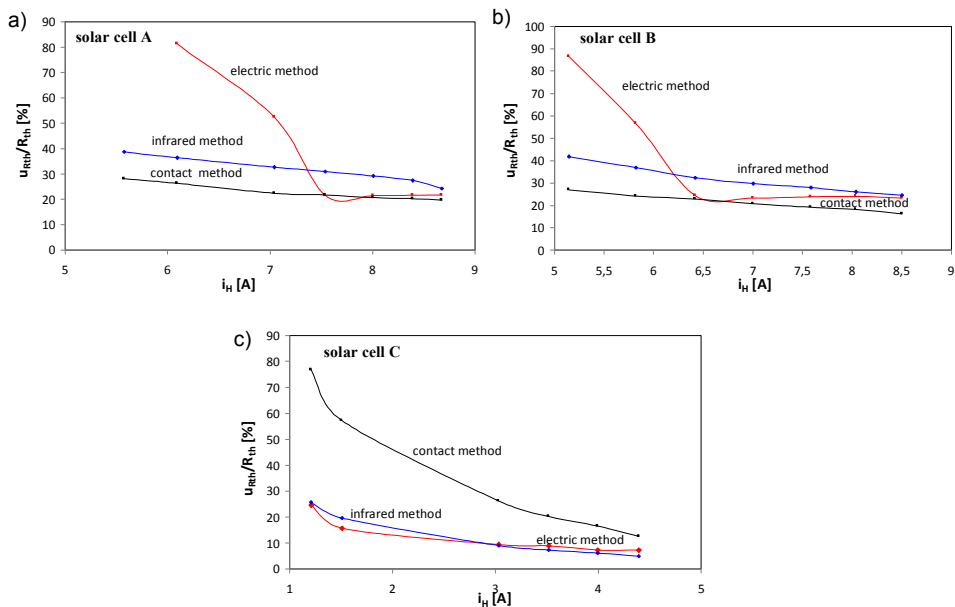 a)
solar cell A
u_Rth/R_th [%]
90
80
70
60
50
40
30
20
10
0
electric method
infrared method
contact method
5 6 7 8 9
i_H [A]
b)
solar cell B
u_Rth/R_th [%]
100
90
80
70
60
50
40
30
20
10
0
electric method
infrared method
contact method
5 5,5 6 6,5 7 7,5 8 8,5 9
i_H [A]
c)
solar cell C
u_Rth/R_th [%]
90
80
70
60
50
40
30
20
10
0
contact method
infrared method
electric method
1 2 3 4 5
i_H [A]